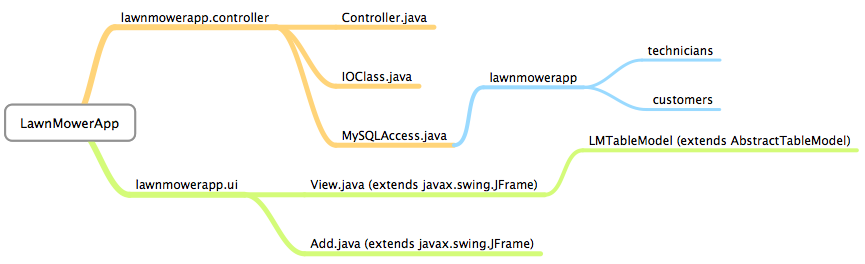 lawnmowerapp.controller
Controller.java
technicians
IOClass.java
lawnmowerapp
customers
LawnMowerApp
MySQLAccess.java
LMTableModel (extends AbstractTableModel)
lawnmowerapp.ui
View.java (extends javax.swing.JFrame)
Add.java (extends javax.swing.JFrame)